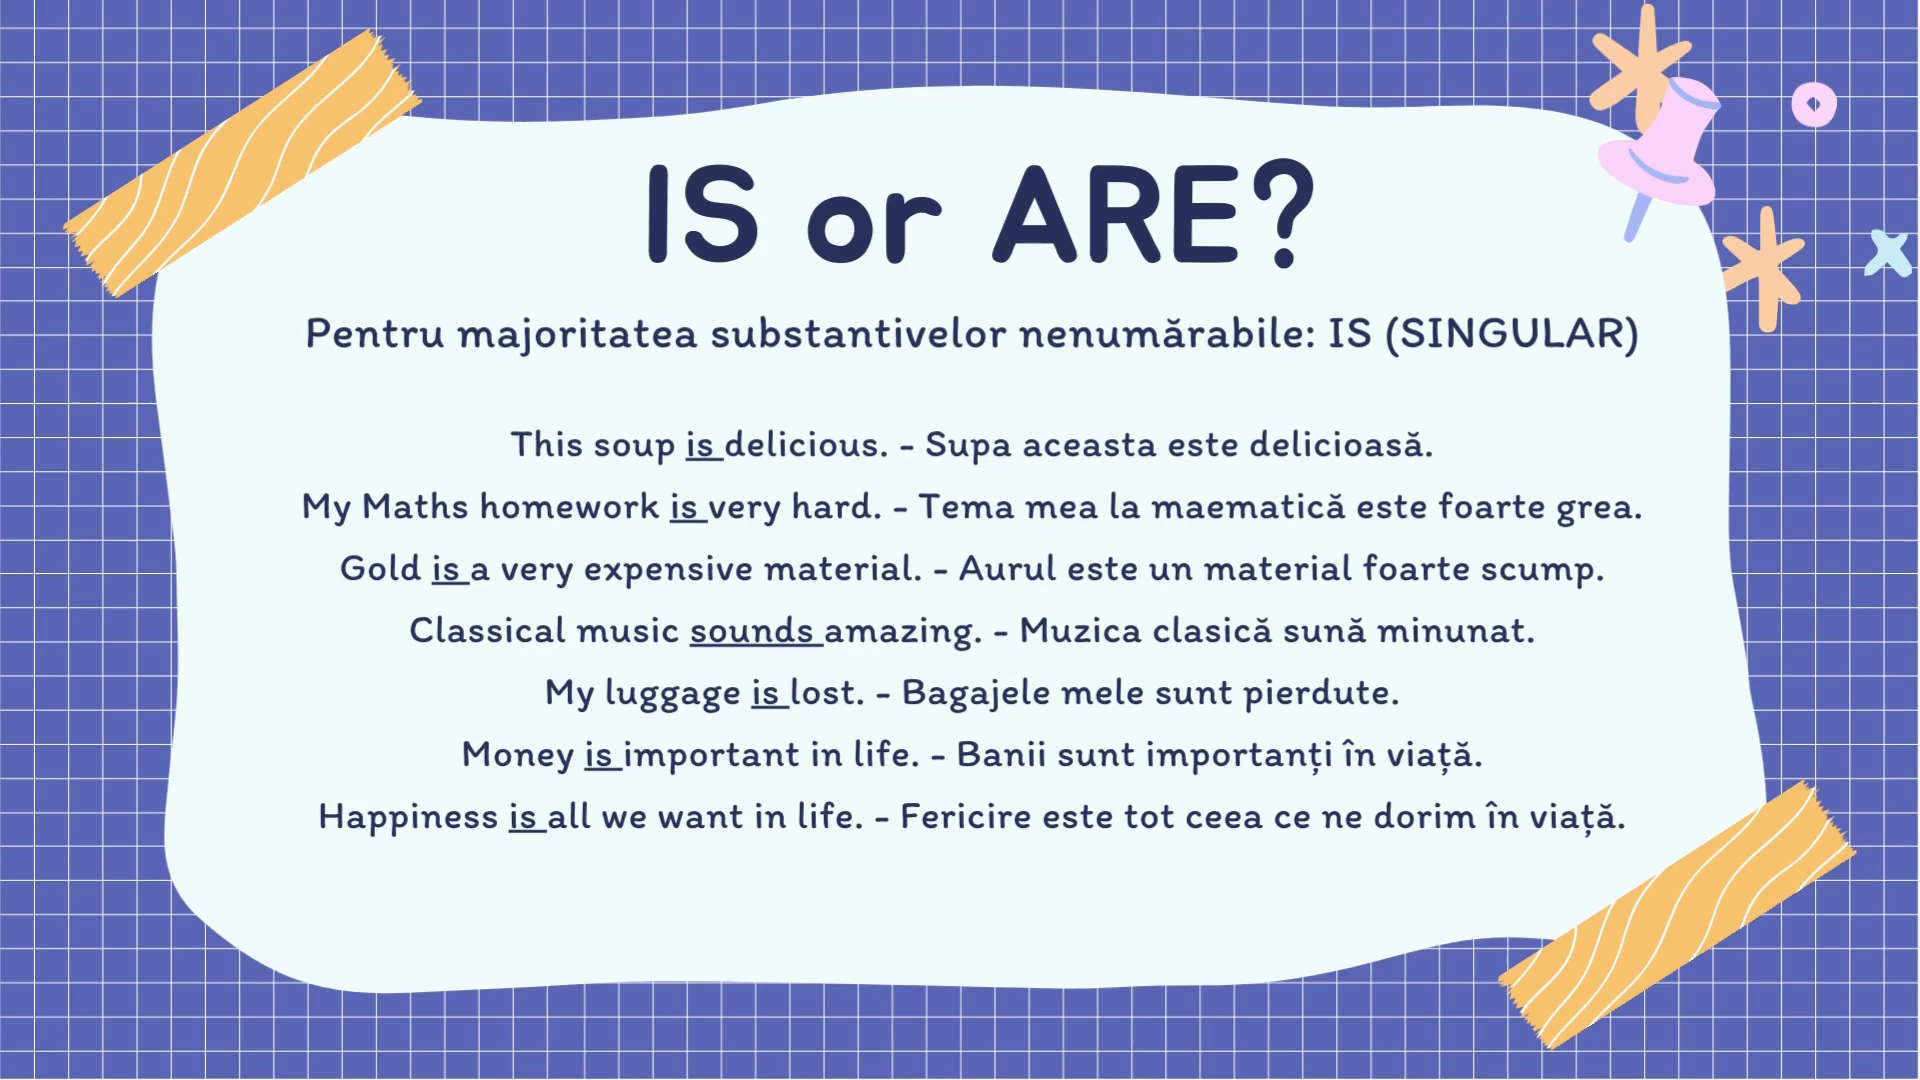 IS or ARE?
Pentru majoritatea substantivelor nenumărabile: IS (SINGULAR)
This soup is delicious. - Supa aceasta este delicioasă.
My Maths homework is very hard. - Tema mea la maematică este foarte grea.
Gold is a very expensive material. - Aurul este un material foarte scump.
Classical music sounds amazing. - Muzica clasică sună minunat.
My luggage is lost. - Bagajele mele sunt pierdute.
Money is important in life. - Banii sunt importanți în viață.
Happiness is all we want in life. - Fericire este tot ceea ce ne dorim în viață.